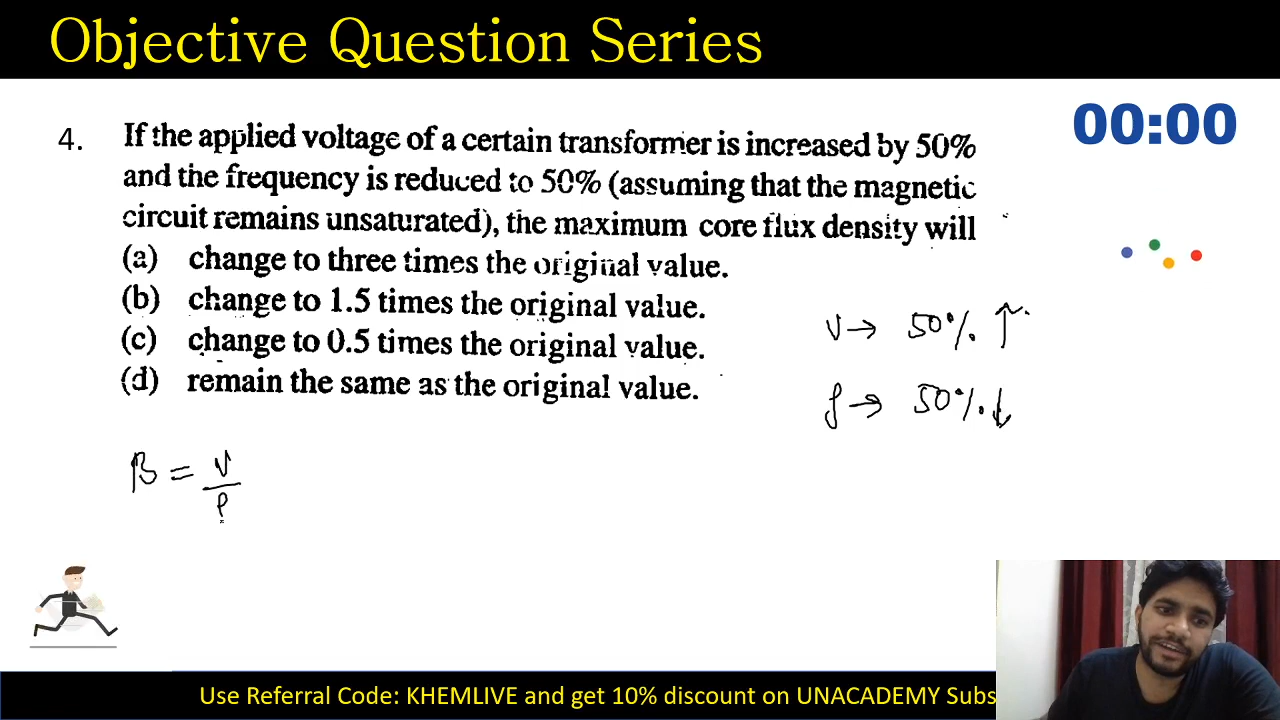 Objective Question Series
00:00
4. If the applied voltage of a certain transformer is increased by 50%
and the frequency is reduced to 50% (assuming that the magnetic
circuit remains unsaturated), the maximum core flux density will
(a) change to three times the original value.
(b) change to 1.5 times the original value.
(c) change to 0.5 times the original value.
(d) remain the same as the original value.
V → 50% ↑
f → 50% ↓
B = V
f
Use Referral Code: KHEMLIVE and get 10% discount on UNACADEMY Subs